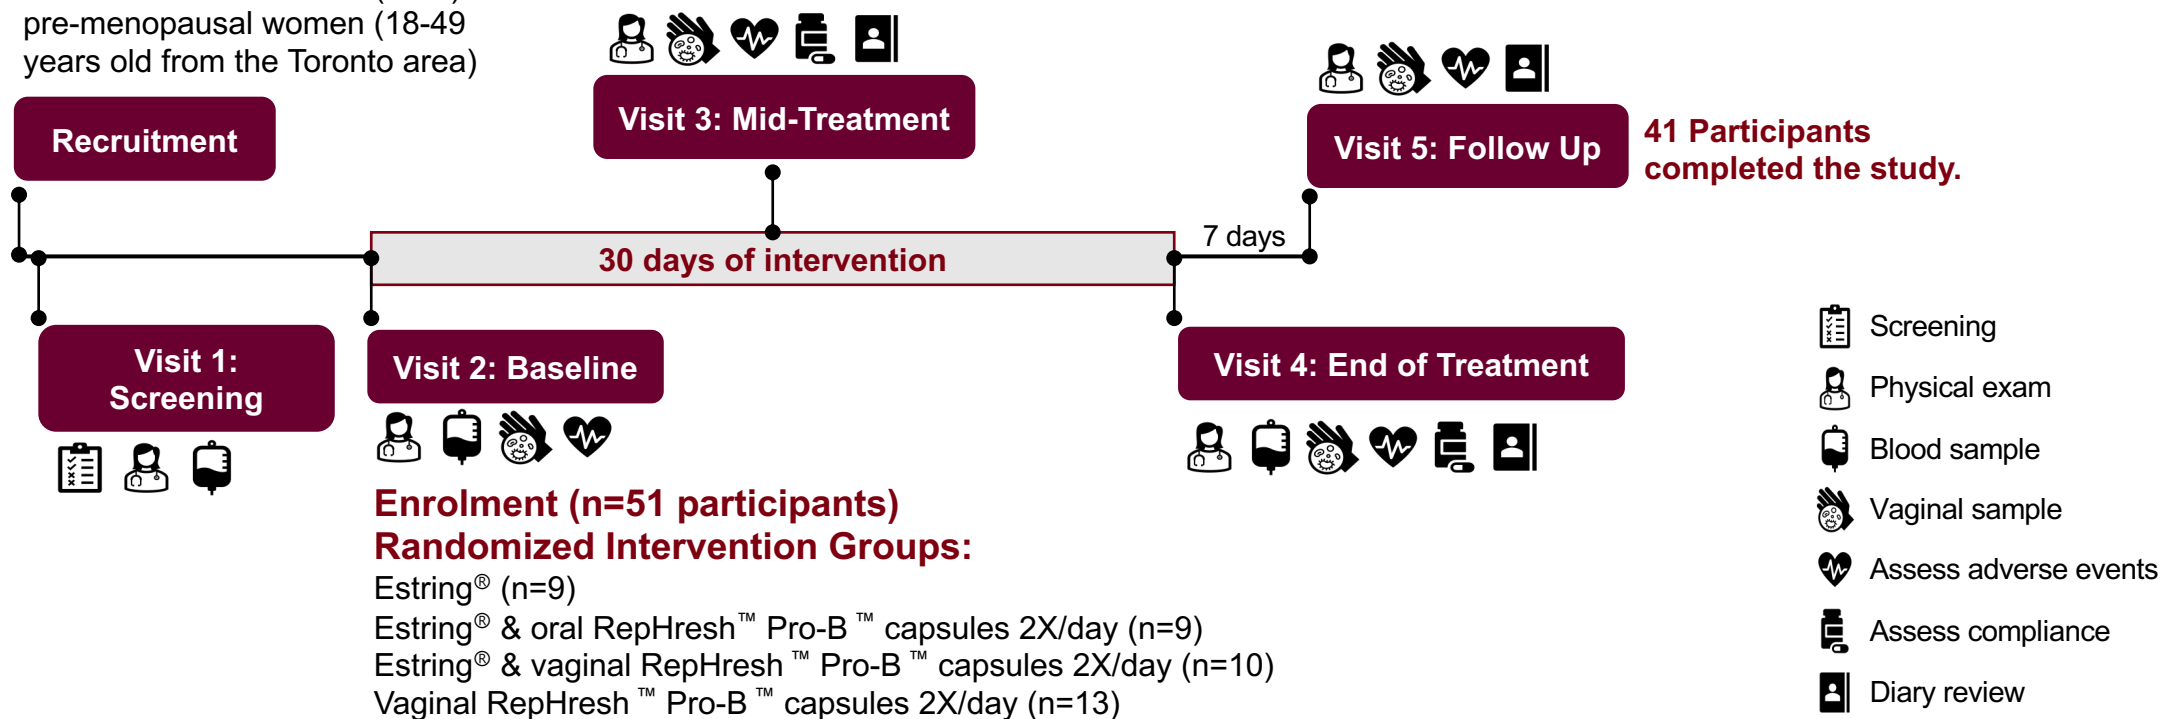 pre-menopausal women (18-49
years old from the Toronto area)
Recruitment
Visit 3: Mid-Treatment
Visit 5: Follow Up
41 Participants
completed the study.
30 days of intervention
7 days
Visit 1:
Screening
Visit 2: Baseline
Visit 4: End of Treatment
Enrolment (n=51 participants)
Randomized Intervention Groups:
Estring® (n=9)
Estring® & oral RepHresh™ Pro-B ™ capsules 2X/day (n=9)
Estring® & vaginal RepHresh ™ Pro-B ™ capsules 2X/day (n=10)
Vaginal RepHresh ™ Pro-B ™ capsules 2X/day (n=13)
Screening
Physical exam
Blood sample
Vaginal sample
Assess adverse events
Assess compliance
Diary review